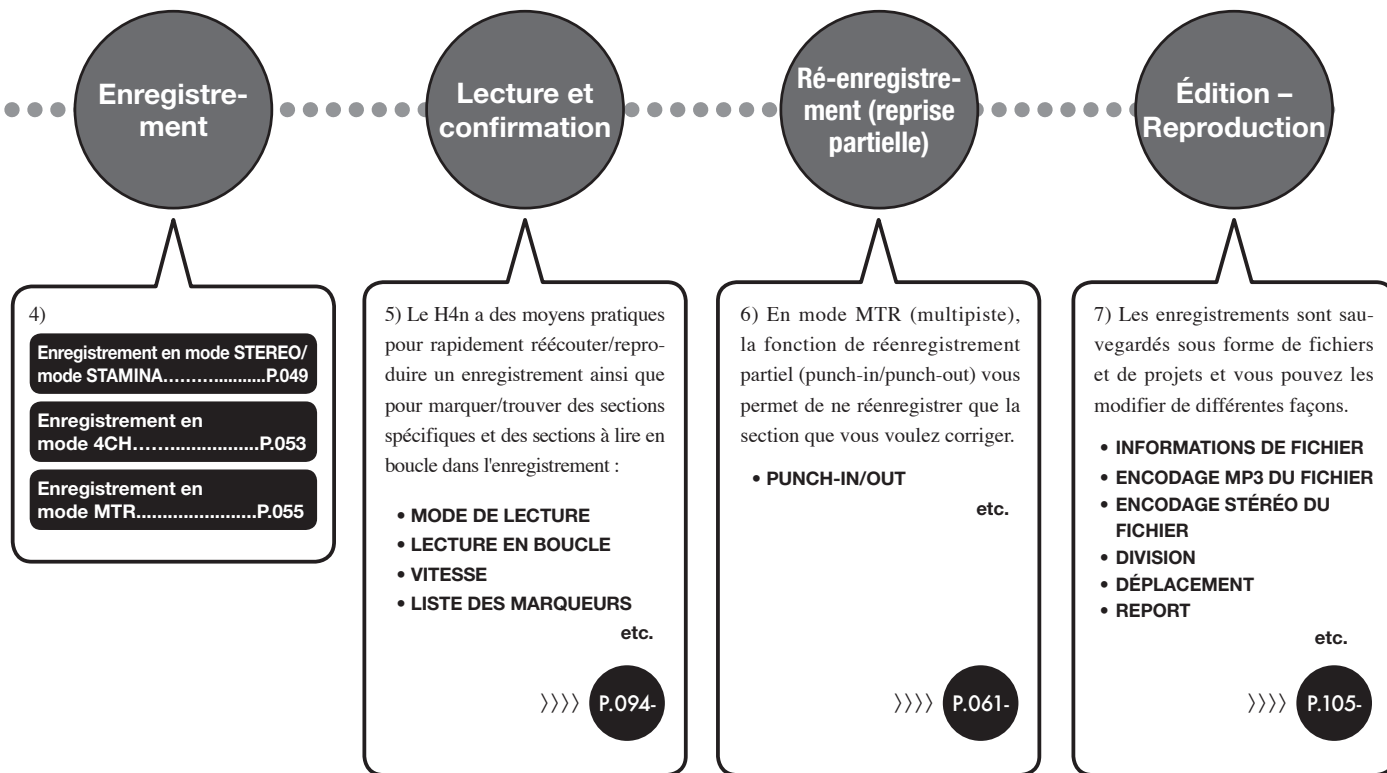 Enregistre-
ment
4)
Enregistrement en mode STEREO/
mode STAMINA.....................P.049
Enregistrement en
mode 4CH........................P.053
Enregistrement en
mode MTR.......................P.055
Lecture et
confirmation
5) Le H4n a des moyens pratiques
pour rapidement réécouter/repro-
duire un enregistrement ainsi que
pour marquer/trouver des sections
spécifiques et des sections à lire en
boucle dans l'enregistrement :
• MODE DE LECTURE
• LECTURE EN BOUCLE
• VITESSE
• LISTE DES MARQUEURS
etc.
〉〉〉〉 P.094-
Ré-enregistre-
ment (reprise
partielle)
6) En mode MTR (multipiste),
la fonction de réenregistrement
partiel (punch-in/punch-out) vous
permet de ne réenregistrer que la
section que vous voulez corriger.
• PUNCH-IN/OUT
etc.
〉〉〉〉 P.061-
Édition –
Reproduction
7) Les enregistrements sont sau-
vegardés sous forme de fichiers
et de projets et vous pouvez les
modifier de différentes façons.
• INFORMATIONS DE FICHIER
• ENCODAGE MP3 DU FICHIER
• ENCODAGE STÉRÉO DU
FICHIER
• DIVISION
• DÉPLACEMENT
• REPORT
etc.
〉〉〉〉 P.105-